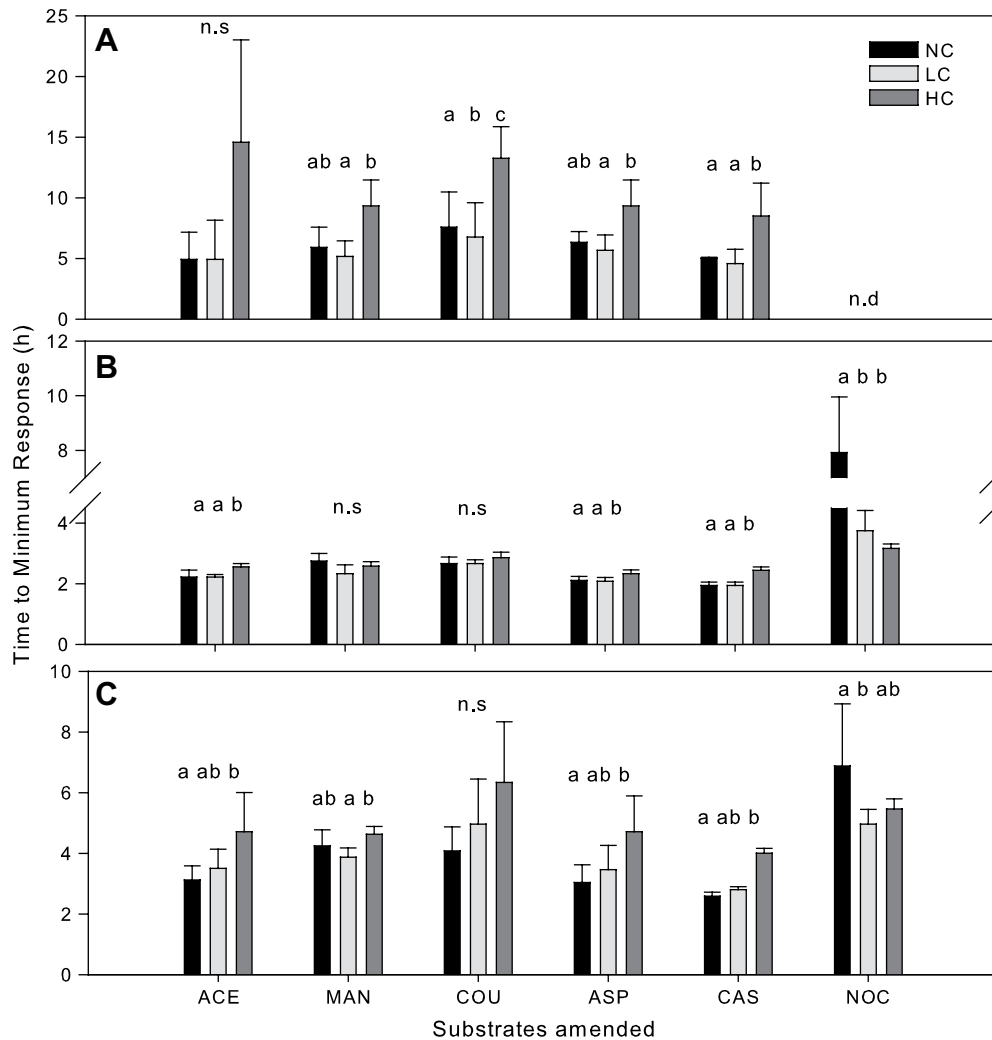 25
A
n.s
NC
LC
HC
20
15
a b c
ab a b
ab a b
a a b
10
5
n.d
0
Time to Minimum Response (h)
12
B
a b b
10
8
a a b
n.s
n.s
a a b
a a b
4
2
0
10
C
n.s
a b ab
8
a ab b
ab a b
a ab b
a ab b
6
4
2
0
ACE MAN COU ASP CAS NOC
Substrates amended